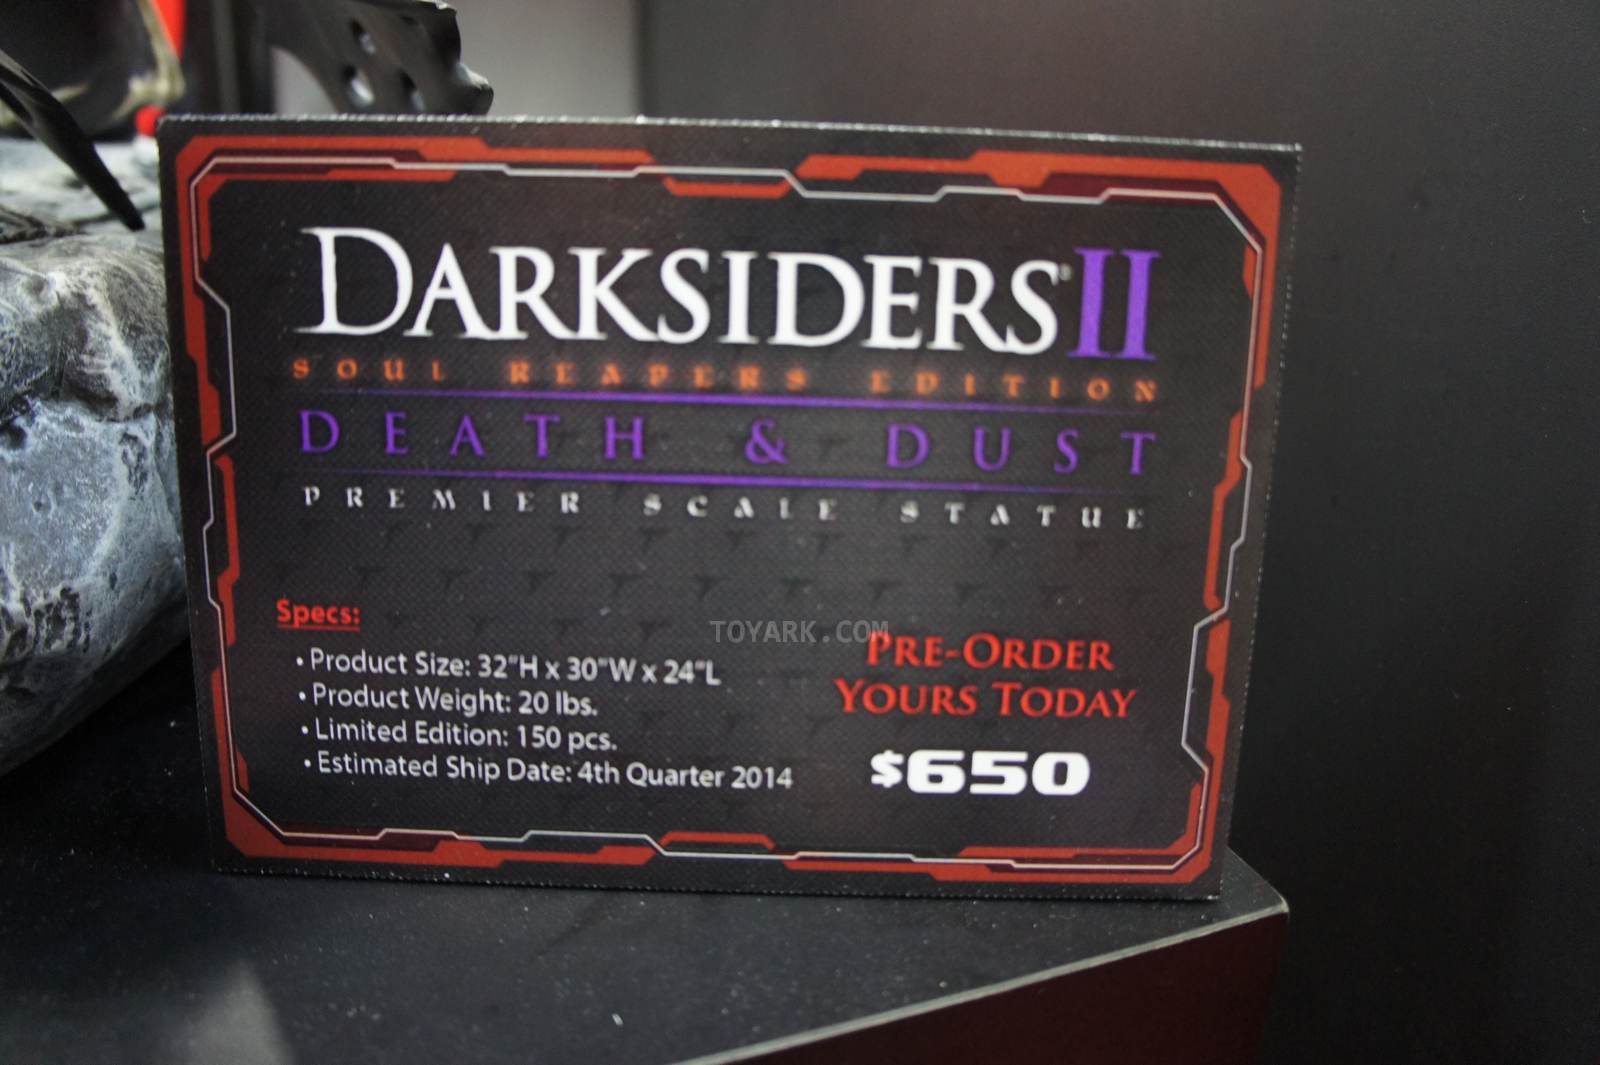 DARKSIDERS® II
SOUL REAPERS EDITION
DEATH & DUST
PREMIER SCALE STATUE
Specs:
• Product Size: 32"H x 30"W x 24"L
• Product Weight: 20 lbs.
• Limited Edition: 150 pcs.
• Estimated Ship Date: 4th Quarter 2014
TOYARK.COM
PRE-ORDER
YOURS TODAY
$650